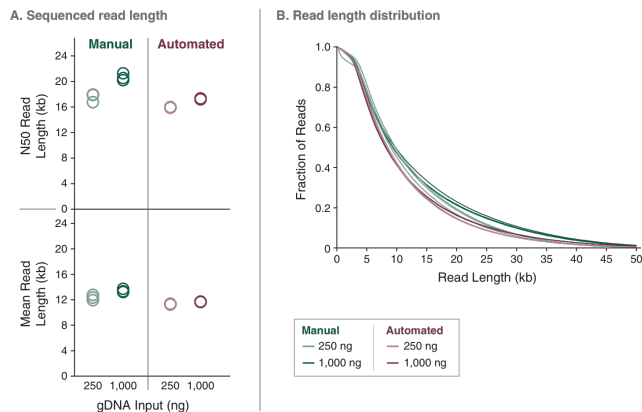 A. Sequenced read length
Manual
Automated
24
20
16
12
8
4
0
N50 Read
Length (kb)
24
20
16
12
8
4
0
Mean Read
Length (kb)
250 1,000 250 1,000
gDNA Input (ng)
B. Read length distribution
1.0
0.8
0.6
0.4
0.2
0
Fraction of Reads
0 5 10 15 20 25 30 35 40 45 50
Read Length (kb)
Manual
250 ng
1,000 ng
Automated
250 ng
1,000 ng